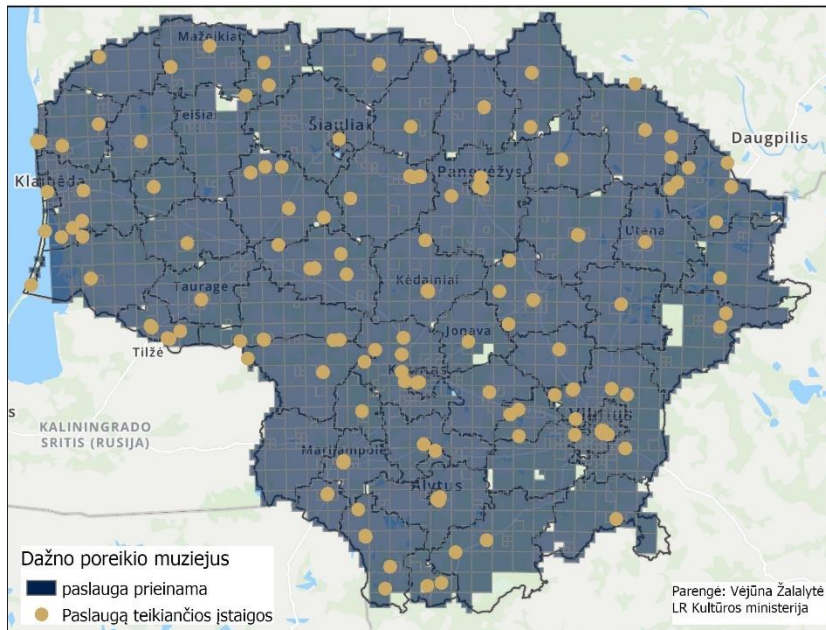 Mažeikiai
Telšiai
Šiauliai
Daugpilis
Klaipėda
Panevėžys
Utena
Tauragė
Kėdainiai
Jonava
Tilžė
Kaunas
s
KALININGRADO
SRITIS (RUSIJA)
Vilnius
Marijampolė
Alytus
Dažno poreikio muziejus
paslauga prieinama
Paslaugą teikiančios įstaigos
Parengė: Vėjūna Žalalytė
LR Kultūros ministerija